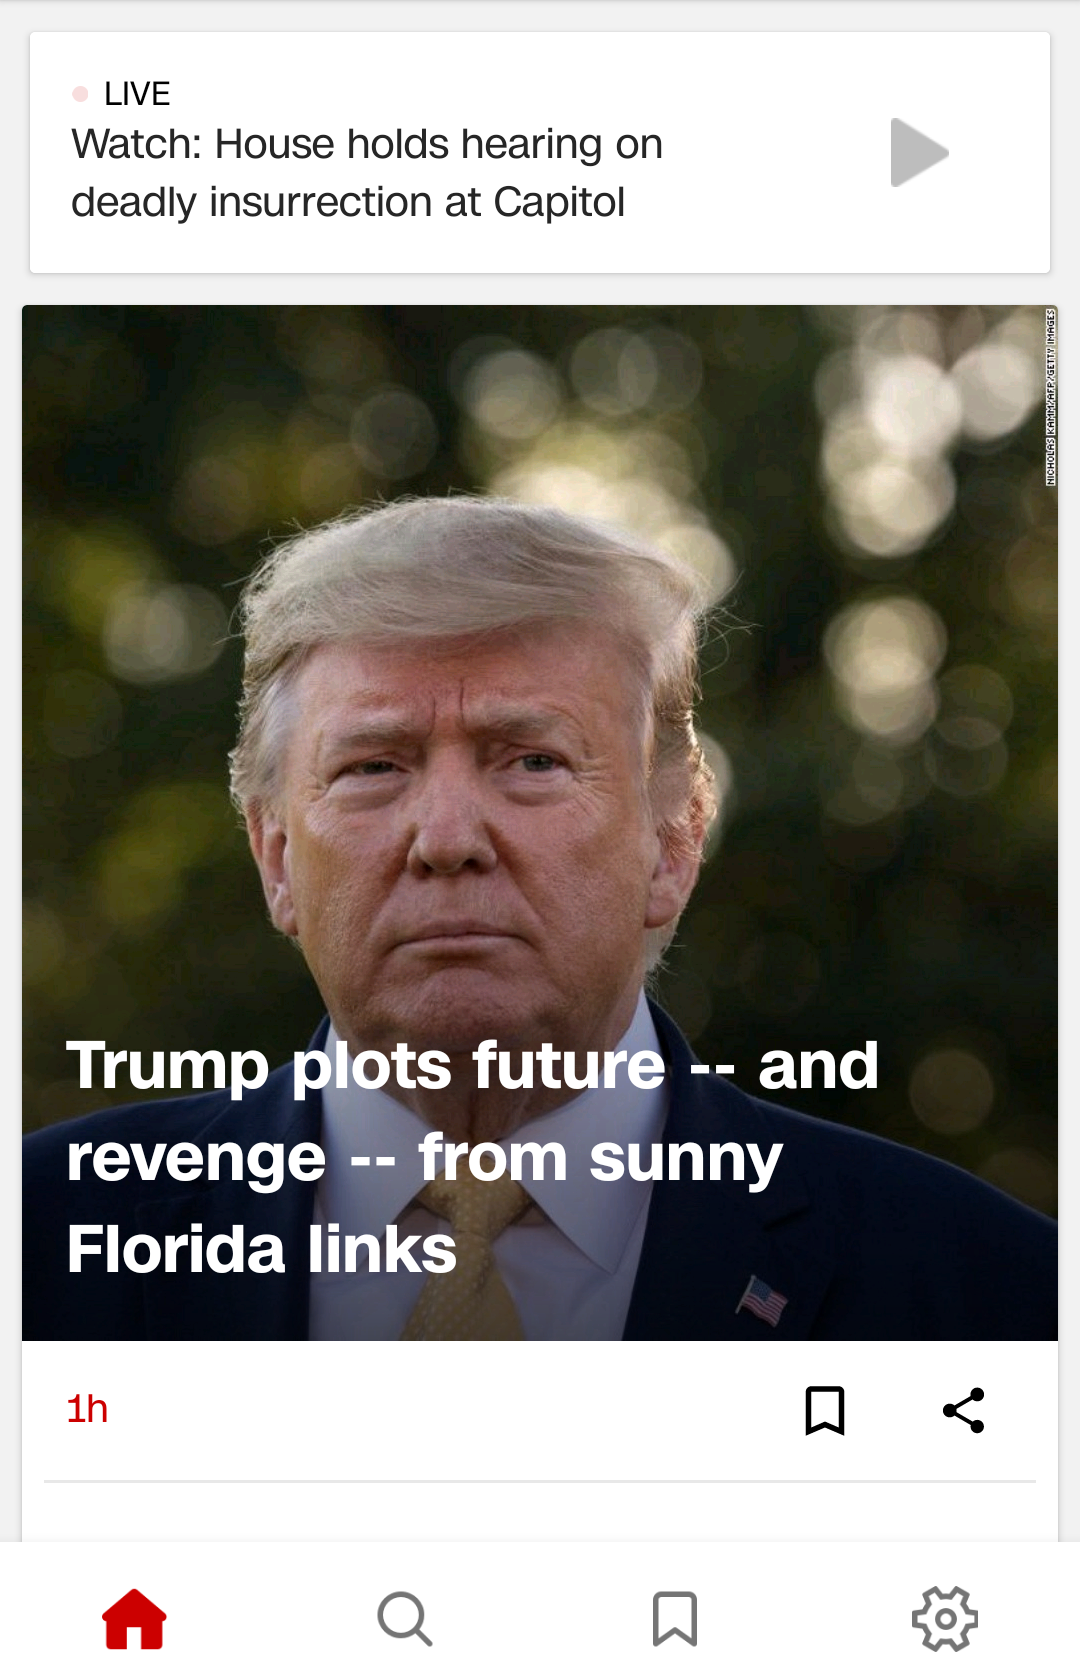 LIVE
Watch: House holds hearing on
deadly insurrection at Capitol
NICHOLAS KAMM/AFP/GETTY IMAGES
Trump plots future -- and
revenge -- from sunny
Florida links
1h